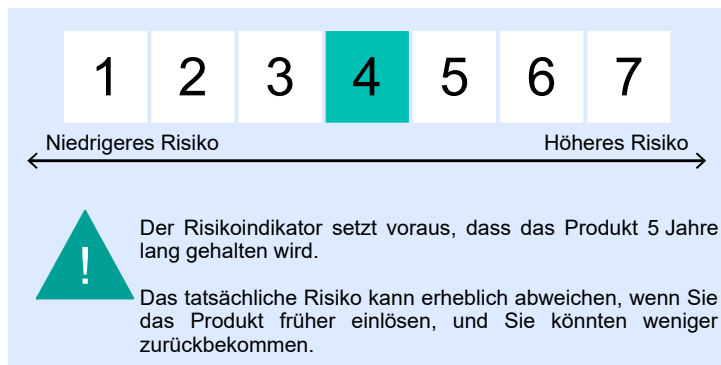 1 2 3 4 5 6 7
Niedrigeres Risiko Höheres Risiko
!
Der Risikoindikator setzt voraus, dass das Produkt 5 Jahre
lang gehalten wird.
Das tatsächliche Risiko kann erheblich abweichen, wenn Sie
das Produkt früher einlösen, und Sie könnten weniger
zurückbekommen.